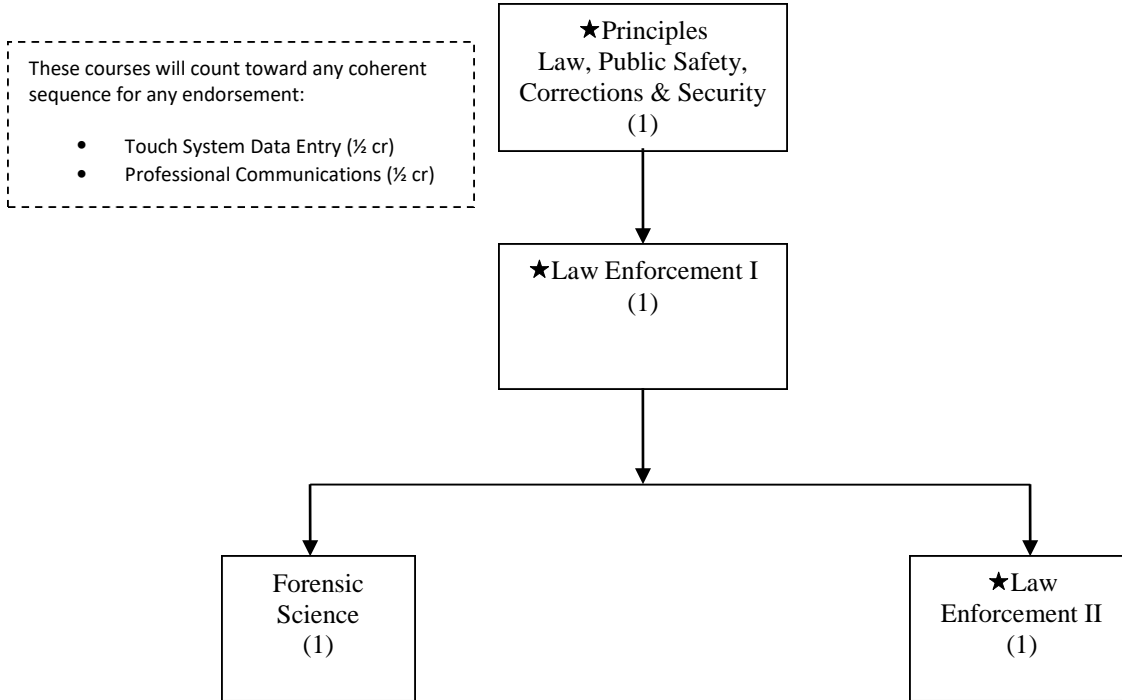 ★Principles
Law, Public Safety,
Corrections & Security
(1)
These courses will count toward any coherent
sequence for any endorsement:
• Touch System Data Entry (½ cr)
• Professional Communications (½ cr)
★Law Enforcement I
(1)
Forensic
Science
(1)
★Law
Enforcement II
(1)